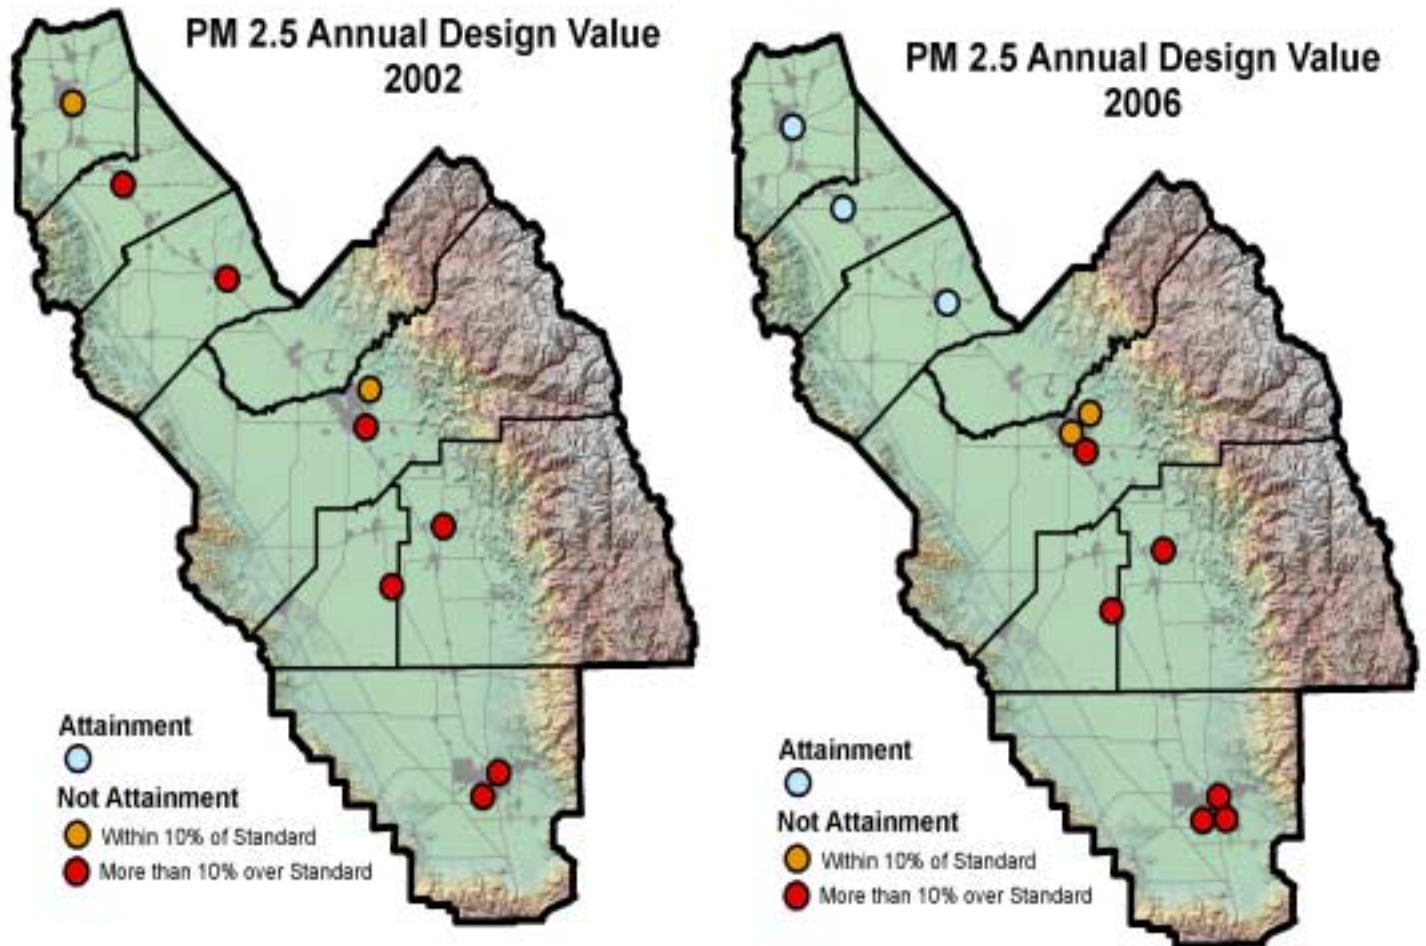 PM 2.5 Annual Design Value
2002
Attainment
Not Attainment
Within 10% of Standard
More than 10% over Standard
PM 2.5 Annual Design Value
2006
Attainment
Not Attainment
Within 10% of Standard
More than 10% over Standard